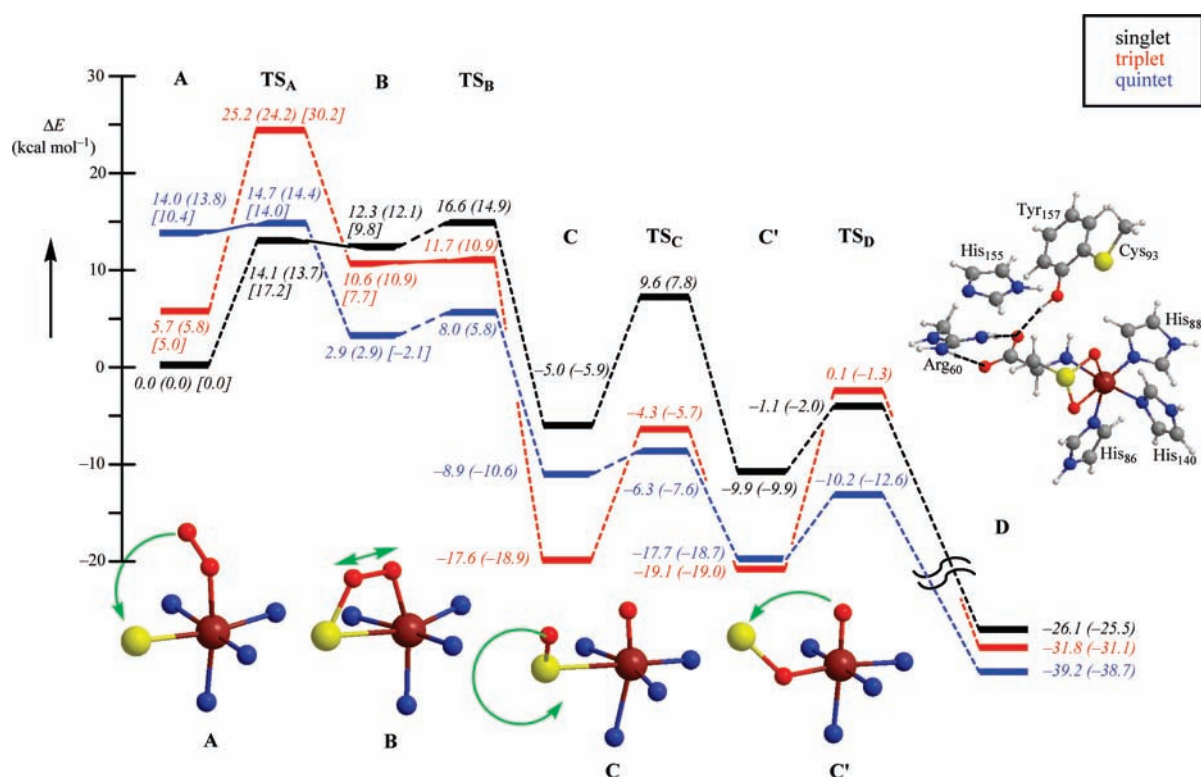 singlet
triplet
quintet
30
20
10
0
−10
−20
ΔE
(kcal mol−1)
A
TSA
B
TSB
C
TSC
C'
TSD
D
25.2 (24.2) [30.2]
14.0 (13.8)
[10.4]
14.7 (14.4)
[14.0]
12.3 (12.1)
[9.8]
16.6 (14.9)
11.7 (10.9)
14.1 (13.7)
[17.2]
10.6 (10.9)
[7.7]
8.0 (5.8)
5.7 (5.8)
[5.0]
2.9 (2.9) [−2.1]
0.0 (0.0) [0.0]
9.6 (7.8)
−5.0 (−5.9)
−4.3 (−5.7)
−1.1 (−2.0)
0.1 (−1.3)
−8.9 (−10.6)
−6.3 (−7.6)
−9.9 (−9.9)
−10.2 (−12.6)
−17.6 (−18.9)
−17.7 (−18.7)
−19.1 (−19.0)
−26.1 (−25.5)
−31.8 (−31.1)
−39.2 (−38.7)
Tyr157
His155
Cys93
His88
Arg60
His86
His140
A
B
C
C'